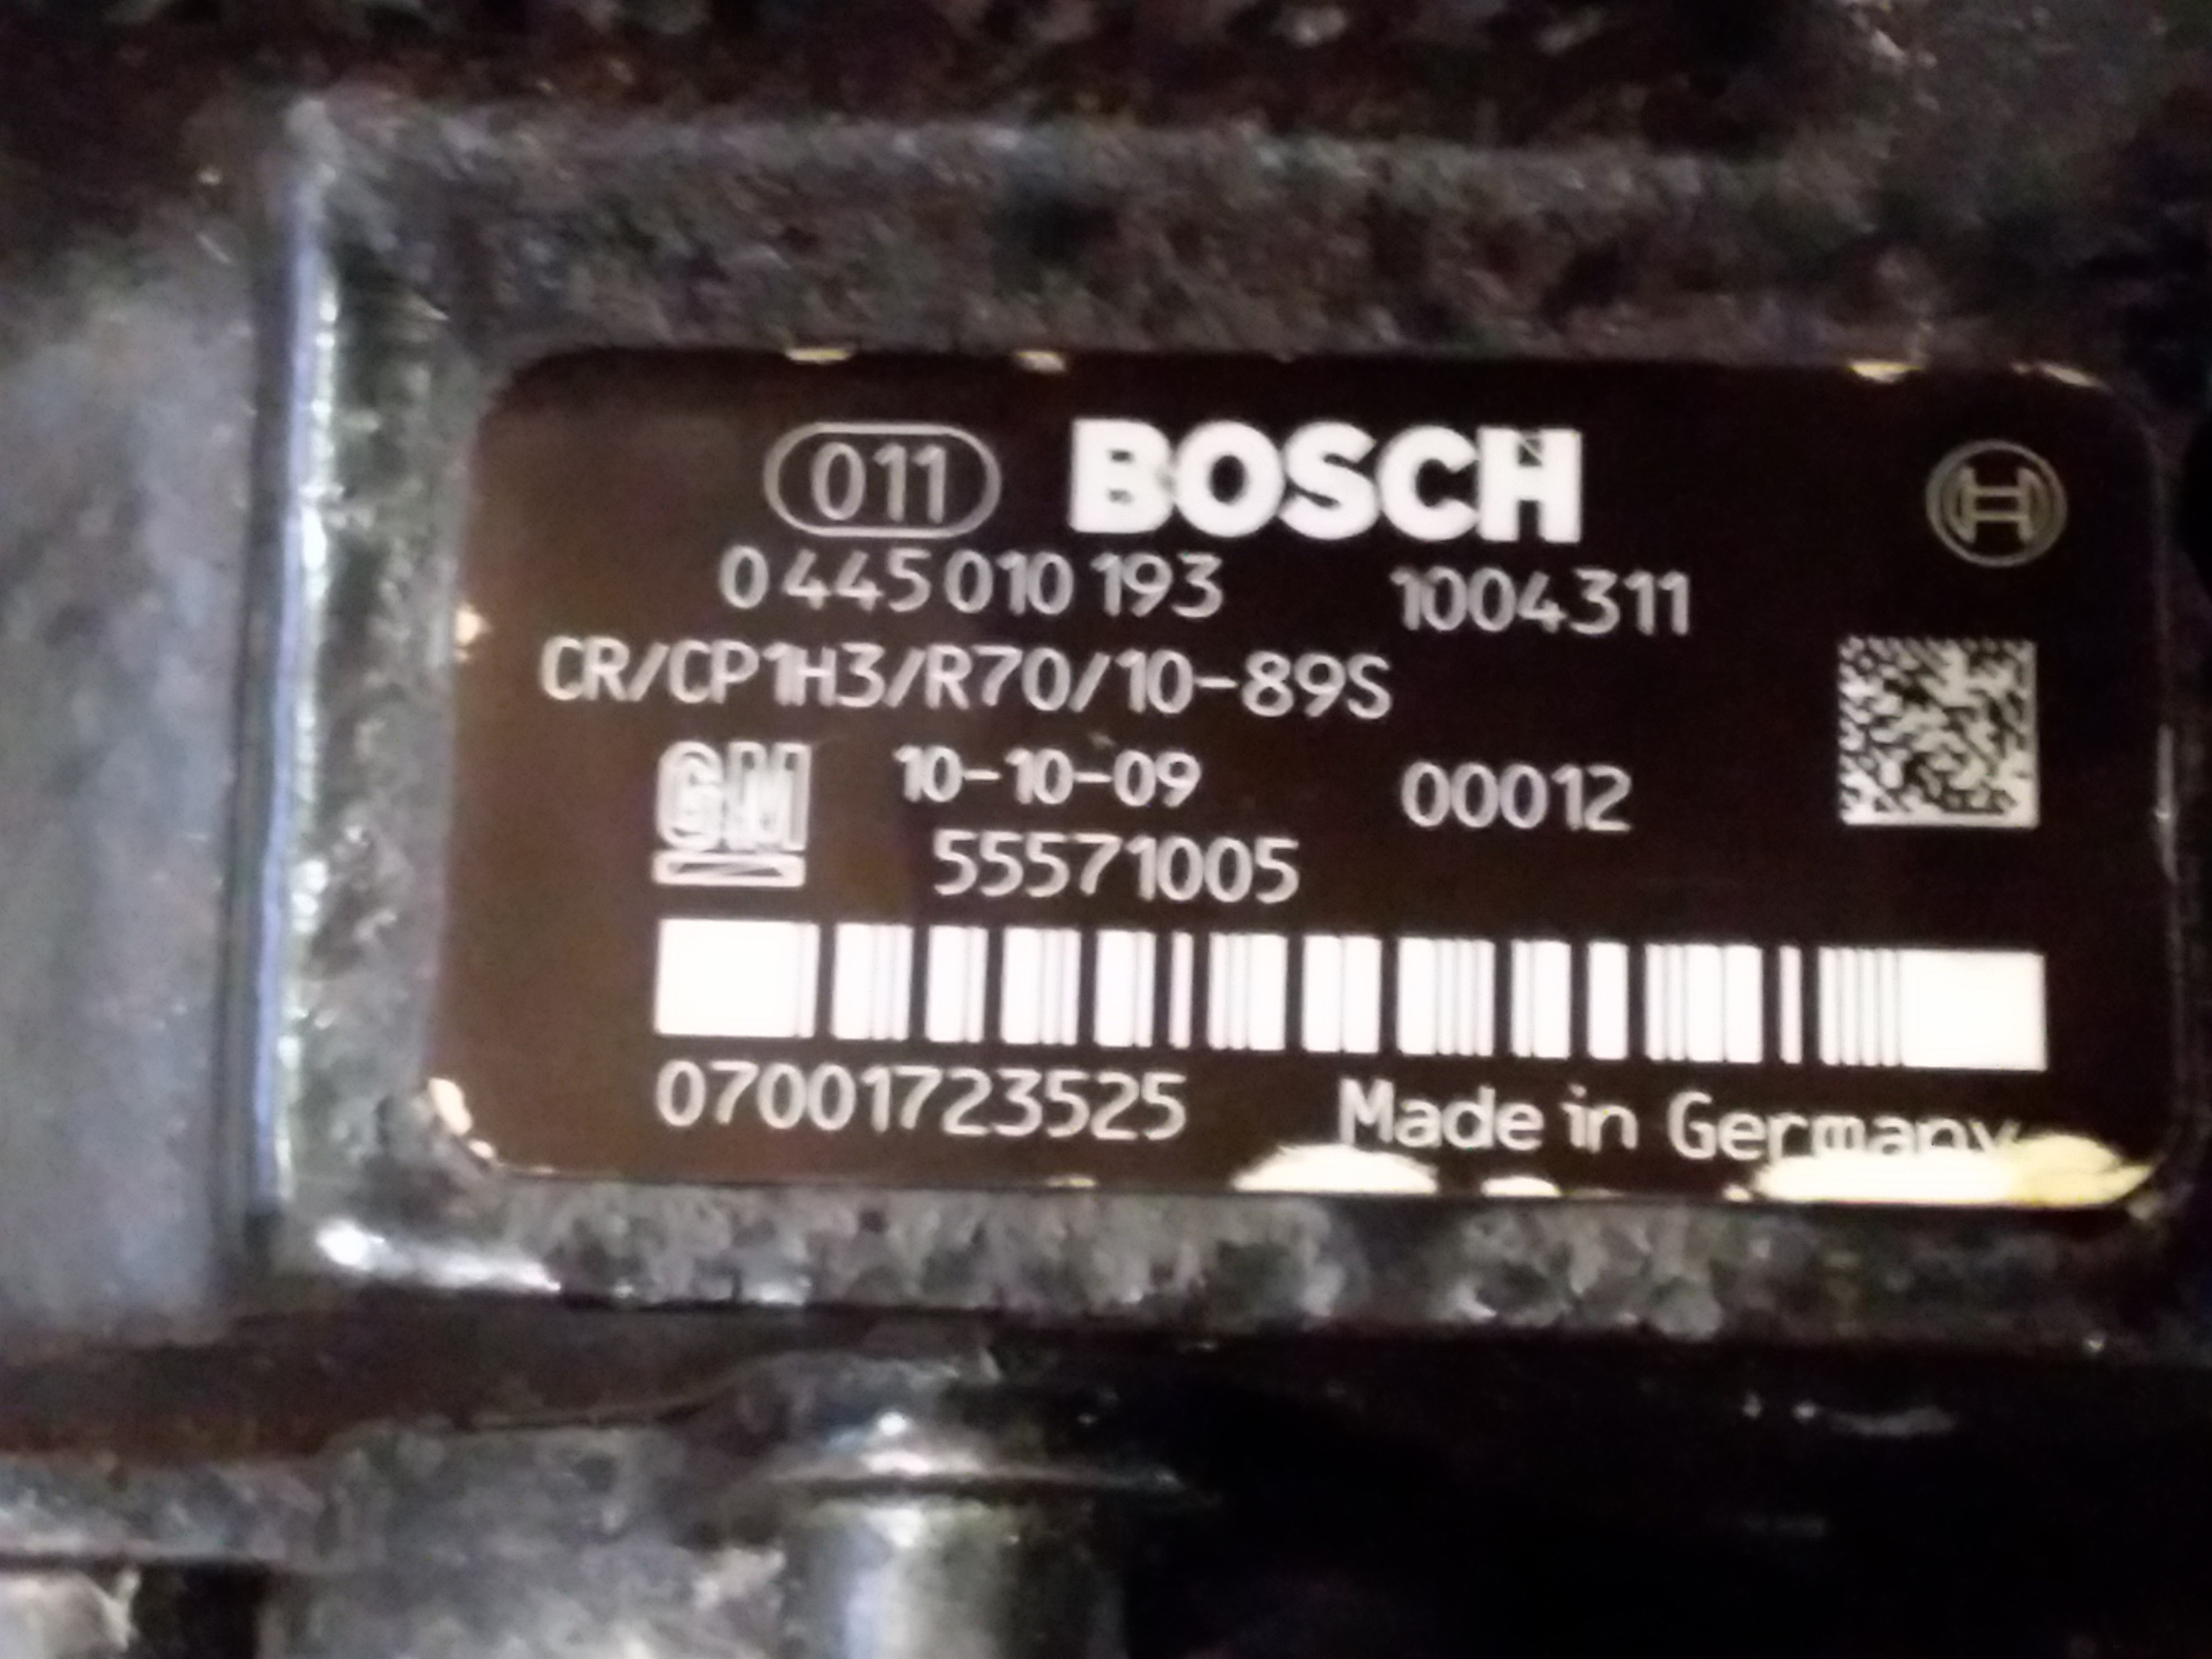 011 BOSCH
0 445 010 193 1004311
CR/CP1H3/R70/10-89S
GM 10-10-09 00012
55571005
07001723525 Made in Germany